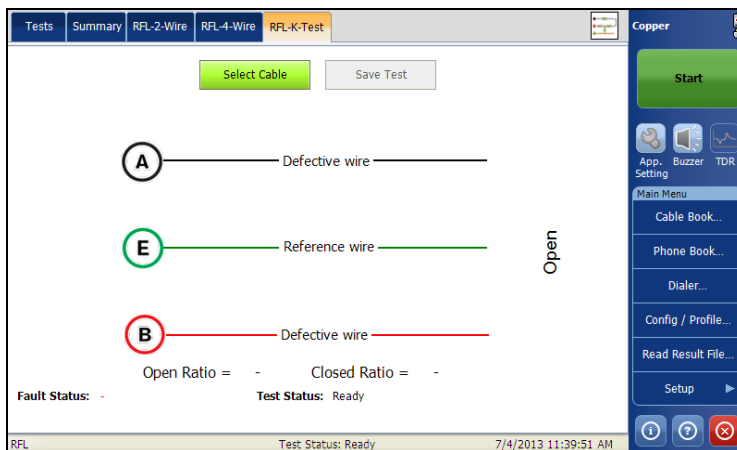 Tests Summary RFL-2-Wire RFL-4-Wire RFL-K-Test
Copper
Select Cable Save Test
Start
A Defective wire
App. Setting Buzzer TDR
Main Menu
Cable Book...
E Reference wire
Open
Phone Book...
Dialer...
B Defective wire
Config / Profile...
Open Ratio = - Closed Ratio = -
Read Result File...
Fault Status: - Test Status: Ready
Setup
RFL Test Status: Ready 7/4/2013 11:39:51 AM